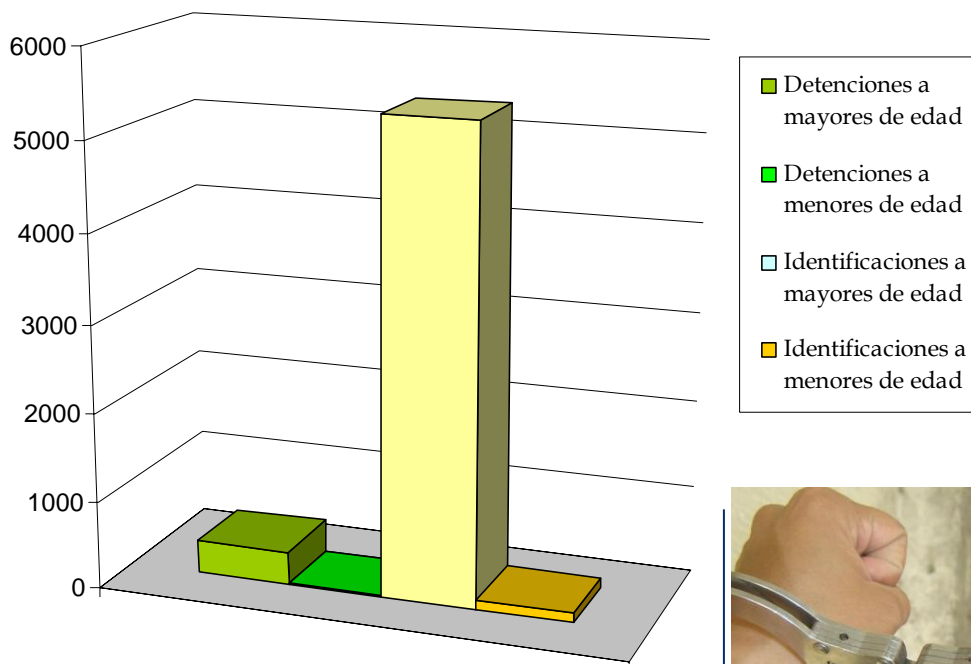 6000
5000
4000
3000
2000
1000
0
Detenciones a
mayores de edad
Detenciones a
menores de edad
Identificaciones a
mayores de edad
Identificaciones a
menores de edad